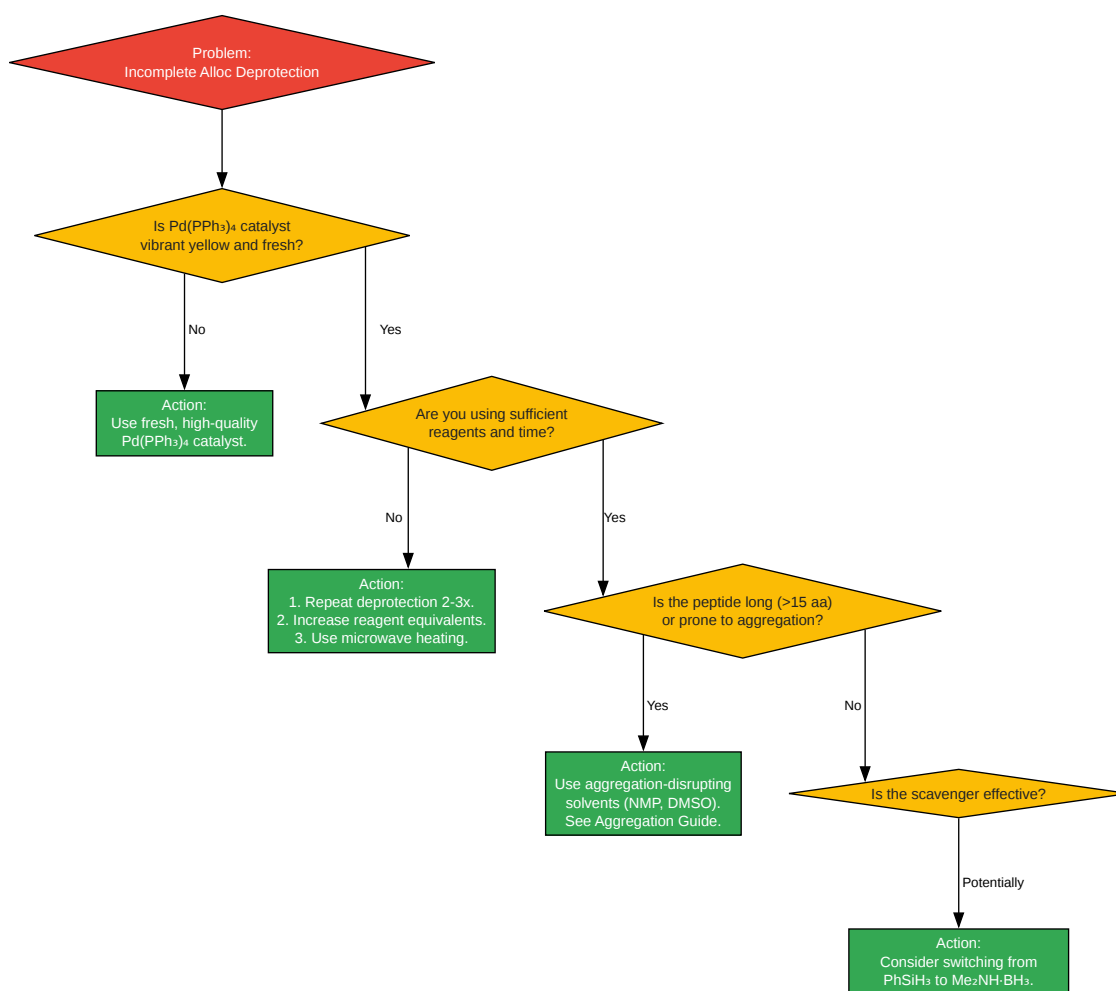 Problem:
Incomplete Alloc Deprotection
Is Pd(PPh₃)₄ catalyst
vibrant yellow and fresh?
No
Yes
Action:
Use fresh, high-quality
Pd(PPh₃)₄ catalyst.
Are you using sufficient
reagents and time?
No
Yes
Action:
1. Repeat deprotection 2-3x.
2. Increase reagent equivalents.
3. Use microwave heating.
Is the peptide long (>15 aa)
or prone to aggregation?
Yes
No
Action:
Use aggregation-disrupting
solvents (NMP, DMSO).
See Aggregation Guide.
Is the scavenger effective?
Potentially
Action:
Consider switching from
PhSiH₃ to Me₂NH·BH₃.